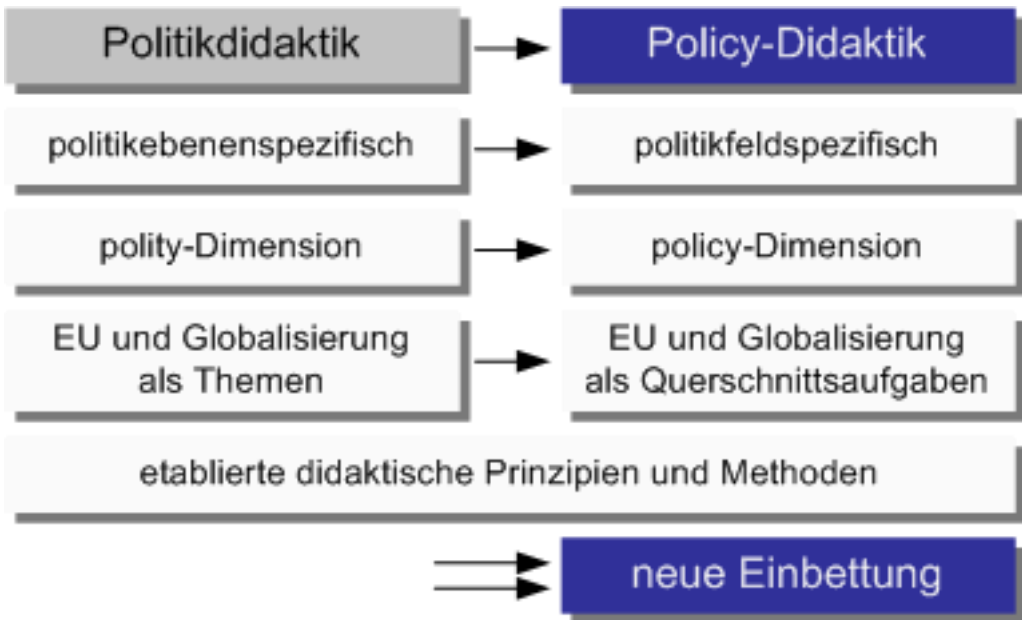 Politikdidaktik
Policy-Didaktik
politikebenenspezifisch
politikfeldspezifisch
polity-Dimension
policy-Dimension
EU und Globalisierung
als Themen
EU und Globalisierung
als Querschnittsaufgaben
etablierte didaktische Prinzipien und Methoden
neue Einbettung